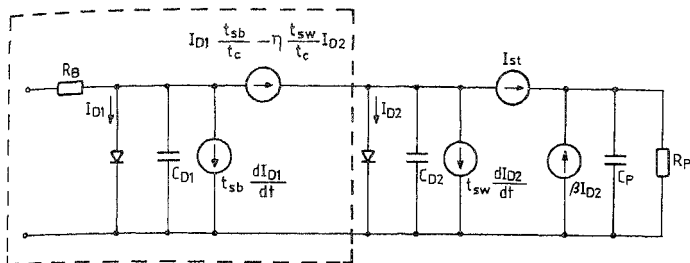 I_D1 t_sb/t_c − η t_sw/t_c I_D2
R_B
I_st
I_D1
I_D2
C_D1
t_sb dI_D1/dt
C_D2
t_sw dI_D2/dt
βI_D2
C_P
R_P